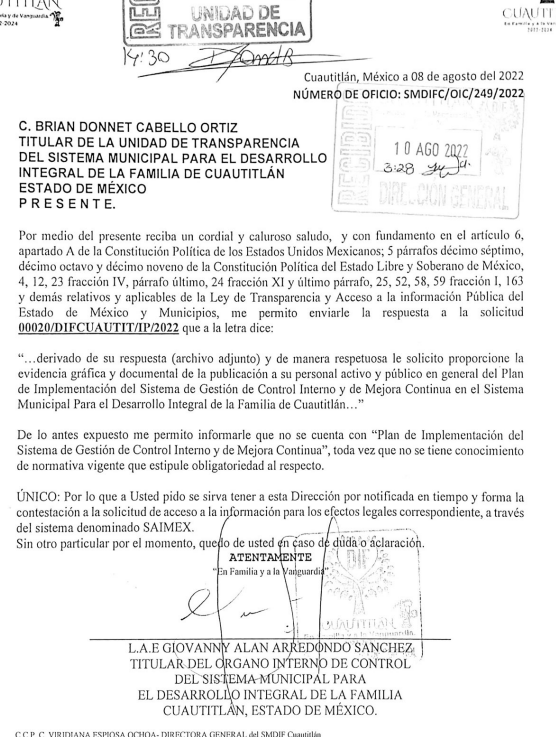 UNIDAD DE
TRANSPARENCIA
14:30
2022-2024
CUAUTIT
2022-2024
Cuautitlán, México a 08 de agosto del 2022
NÚMERO DE OFICIO: SMDIFC/OIC/249/2022
RECIBIDO
10 AGO 2022
3:28
DIRECCIÓN GENERAL
C. BRIAN DONNET CABELLO ORTIZ
TITULAR DE LA UNIDAD DE TRANSPARENCIA
DEL SISTEMA MUNICIPAL PARA EL DESARROLLO
INTEGRAL DE LA FAMILIA DE CUAUTITLÁN
ESTADO DE MÉXICO
P R E S E N T E.
Por medio del presente reciba un cordial y caluroso saludo, y con fundamento en el artículo 6,
apartado A de la Constitución Política de los Estados Unidos Mexicanos; 5 párrafos décimo séptimo,
décimo octavo y décimo noveno de la Constitución Política del Estado Libre y Soberano de México,
4, 12, 23 fracción IV, párrafo último, 24 fracción XI y último párrafo, 25, 52, 58, 59 fracción I, 163
y demás relativos y aplicables de la Ley de Transparencia y Acceso a la información Pública del
Estado de México y Municipios, me permito enviarle la respuesta a la solicitud
00020/DIFCUAUTIT/IP/2022 que a la letra dice:
“…derivado de su respuesta (archivo adjunto) y de manera respetuosa le solicito proporcione la
evidencia gráfica y documental de la publicación a su personal activo y público en general del Plan
de Implementación del Sistema de Gestión de Control Interno y de Mejora Continua en el Sistema
Municipal Para el Desarrollo Integral de la Familia de Cuautitlán…”
De lo antes expuesto me permito informarle que no se cuenta con “Plan de Implementación del
Sistema de Gestión de Control Interno y de Mejora Continua”, toda vez que no se tiene conocimiento
de normativa vigente que estipule obligatoriedad al respecto.
ÚNICO: Por lo que a Usted pido se sirva tener a esta Dirección por notificada en tiempo y forma la
contestación a la solicitud de acceso a la información para los efectos legales correspondiente, a través
del sistema denominado SAIMEX.
Sin otro particular por el momento, quedo de usted en caso de duda o aclaración.
ATENTAMENTE
“En Familia y a la Vanguardia”
DIF
CUAUTITLÁN
En Familia y a la Vanguardia.
L.A.E GIOVANNY ALAN ARREDONDO SANCHEZ
TITULAR DEL ORGANO INTERNO DE CONTROL
DEL SISTEMA MUNICIPAL PARA
EL DESARROLLO INTEGRAL DE LA FAMILIA
CUAUTITLÁN, ESTADO DE MÉXICO.
C.C.P. C. VIRIDIANA ESPIOSA OCHOA- DIRECTORA GENERAL del SMDIF Cuautitlán